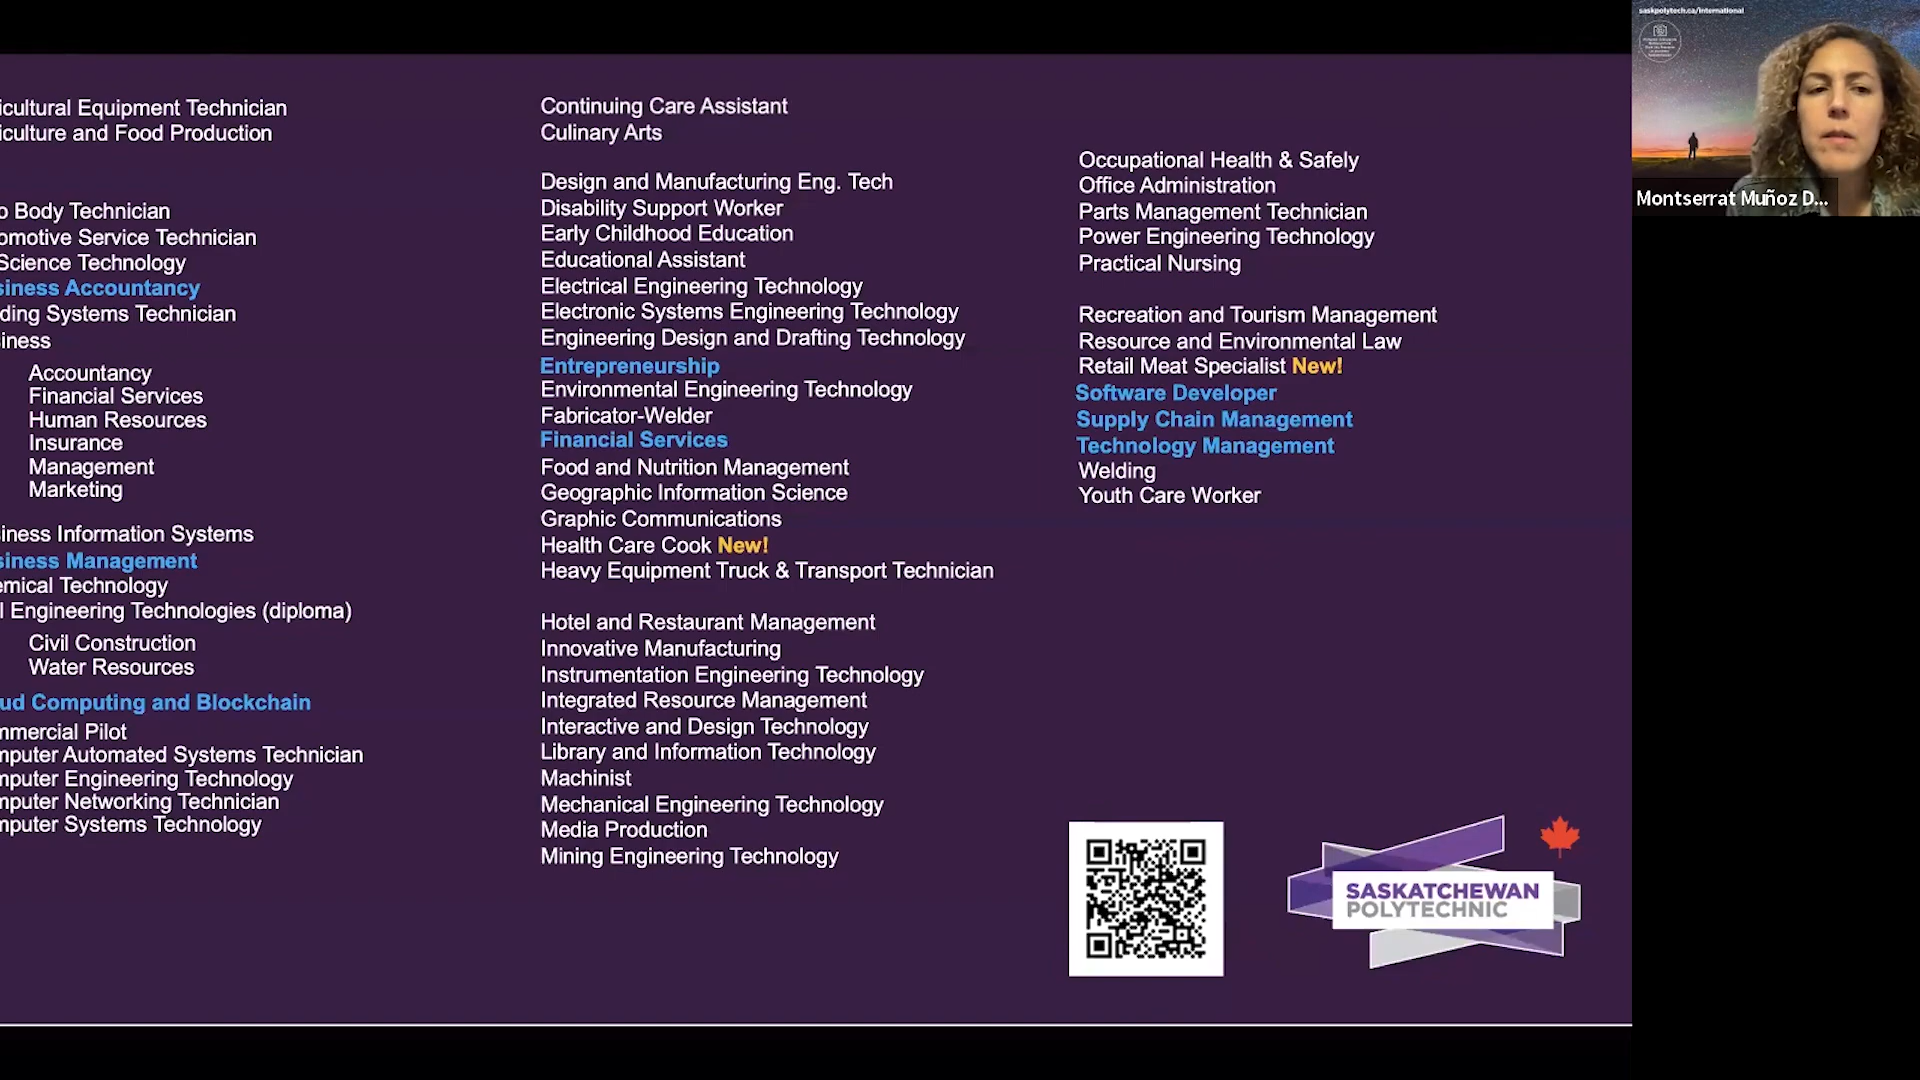 icultural Equipment Technician
iculture and Food Production
o Body Technician
omotive Service Technician
Science Technology
siness Accountancy
ding Systems Technician
iness
Accountancy
Financial Services
Human Resources
Insurance
Management
Marketing
siness Information Systems
siness Management
emical Technology
l Engineering Technologies (diploma)
Civil Construction
Water Resources
ud Computing and Blockchain
mmercial Pilot
mputer Automated Systems Technician
mputer Engineering Technology
mputer Networking Technician
mputer Systems Technology
Continuing Care Assistant
Culinary Arts
Design and Manufacturing Eng. Tech
Disability Support Worker
Early Childhood Education
Educational Assistant
Electrical Engineering Technology
Electronic Systems Engineering Technology
Engineering Design and Drafting Technology
Entrepreneurship
Environmental Engineering Technology
Fabricator-Welder
Financial Services
Food and Nutrition Management
Geographic Information Science
Graphic Communications
Health Care Cook New!
Heavy Equipment Truck & Transport Technician
Hotel and Restaurant Management
Innovative Manufacturing
Instrumentation Engineering Technology
Integrated Resource Management
Interactive and Design Technology
Library and Information Technology
Machinist
Mechanical Engineering Technology
Media Production
Mining Engineering Technology
Occupational Health & Safely
Office Administration
Parts Management Technician
Power Engineering Technology
Practical Nursing
Recreation and Tourism Management
Resource and Environmental Law
Retail Meat Specialist New!
Software Developer
Supply Chain Management
Technology Management
Welding
Youth Care Worker
SASKATCHEWAN
POLYTECHNIC
saskpolytech.ca/international
Montserrat Muñoz D...